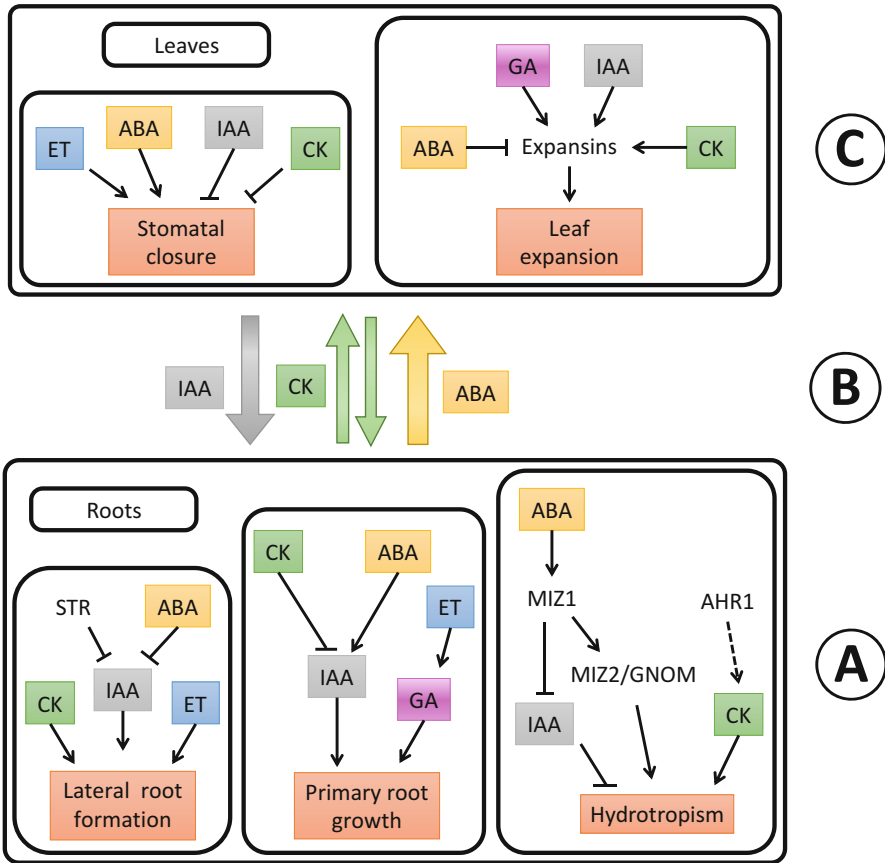 Leaves
ET
ABA
IAA
CK
Stomatal
closure
GA
IAA
ABA
Expansins
CK
Leaf
expansion
C
IAA
CK
ABA
B
Roots
STR
ABA
CK
IAA
ET
Lateral root
formation
CK
ABA
ET
IAA
GA
Primary root
growth
ABA
MIZ1
AHR1
MIZ2/GNOM
IAA
CK
Hydrotropism
A